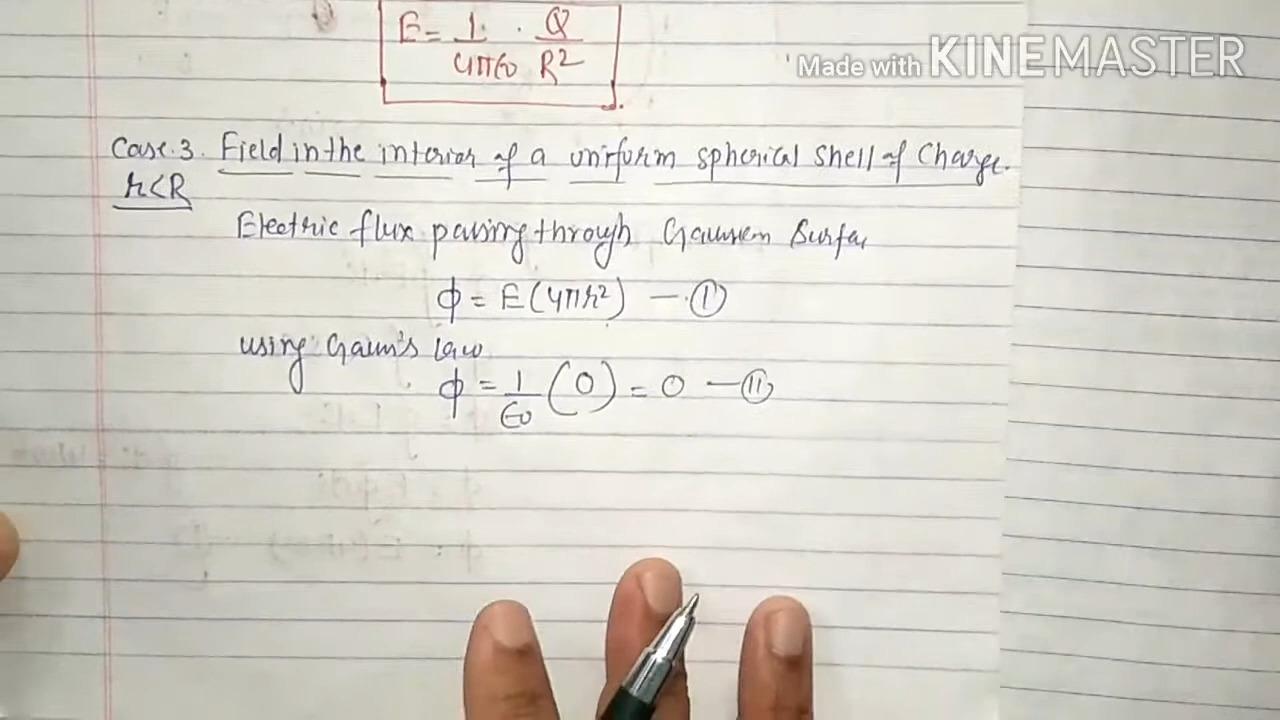 E = 1/4πϵ0 · Q/R²
Made with KINEMASTER
Case.3. Field in the interior of a uniform spherical shell of Charge.
r<R
Electric flux passing through Gaussian Surfac
ϕ = E(4πr²) — (I)
using Gauss's Law
ϕ = 1/ϵ0 (0) = 0 — (II)